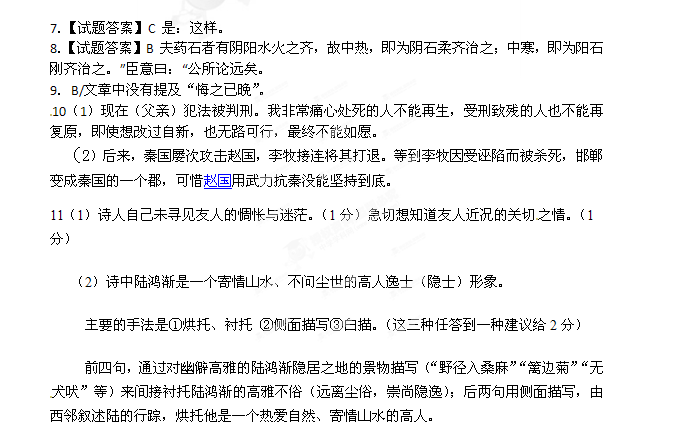 7.【试题答案】C 是：这样。
8.【试题答案】B 夫药石者有阴阳水火之齐，故中热，即为阴石柔齐治之；中寒，即为阳石
刚齐治之。”臣意曰：“公所论远矣。
9. B/文章中没有提及“悔之已晚”。
.10（1）现在（父亲）犯法被判刑。我非常痛心处死的人不能再生，受刑致残的人也不能再
复原，即使想改过自新，也无路可行，最终不能如愿。
（2）后来，秦国屡次攻击赵国，李牧接连将其打退。等到李牧因受诬陷而被杀死，邯郸
变成秦国的一个郡，可惜赵国用武力抗秦没能坚持到底。
11（1）诗人自己未寻见友人的惆怅与迷茫。（1 分）急切想知道友人近况的关切之情。（1
分）
（2）诗中陆鸿渐是一个寄情山水、不问尘世的高人逸士（隐士）形象。
主要的手法是①烘托、衬托 ②侧面描写③白描。（这三种任答到一种建议给 2 分）
前四句，通过对幽僻高雅的陆鸿渐隐居之地的景物描写（“野径入桑麻”“篱边菊”“无
犬吠”等）来间接衬托陆鸿渐的高雅不俗（远离尘俗，崇尚隐逸）；后两句用侧面描写，由
西邻叙述陆的行踪，烘托他是一个热爱自然、寄情山水的高人。